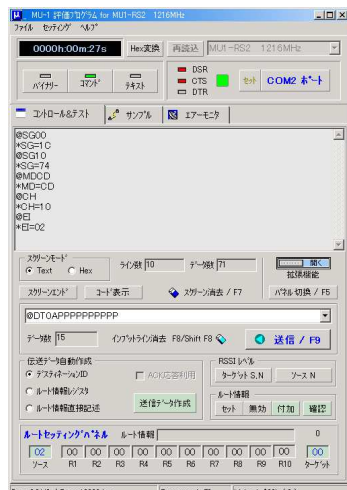 MU-1 評価ﾌﾟﾛｸﾞﾗﾑ for MU1-RS2 1216MHz
ﾌｧｲﾙ ｾｯﾃｨﾝｸﾞ ﾍﾙﾌﾟ
0000h:00m:27s
Hex変換
再読込
MU1-RS2 1216MHz
ﾊﾞｲﾅﾘｰ
ｺﾏﾝﾄﾞ
ﾃｷｽﾄ
DSR
CTS
DTR
ｾｯﾄ
COM2 ﾎﾟｰﾄ
ｺﾝﾄﾛｰﾙ&ﾃｽﾄ
ｻﾝﾌﾟﾙ
ｴｱｰﾓﾆﾀ
@SG00
*SG=1C
@SG10
*SG=74
@MDCD
*MD=CD
@CH
*CH=10
@EI
*EI=02
ｽｸﾘｰﾝﾓｰﾄﾞ
Text
Hex
ﾗｲﾝ数 10
ﾃﾞｰﾀ数 71
開く
拡張機能
ｽｸﾘｰﾝｴﾝﾄﾞ
ｺｰﾄﾞ表示
ｽｸﾘｰﾝ消去 / F7
ﾊﾟﾈﾙ切換 / F5
@DT0APPPPPPPPPP
ﾃﾞｰﾀ数 15
ｲﾝﾌﾟｯﾄﾗｲﾝ消去 F8/Shift F8
送信 / F9
伝送ﾃﾞｰﾀ自動作成
ﾃﾞｽﾃｨﾈｰｼｮﾝID
ACK応答利用
ﾙｰﾄ情報ﾚｼﾞｽﾀ
ﾙｰﾄ情報直接記述
送信ﾃﾞｰﾀ作成
RSSI ﾚﾍﾞﾙ
ﾀｰｹﾞｯﾄ S,N
ｿｰｽ N
ﾙｰﾄ情報
ｾｯﾄ
無効
付加
確認
ﾙｰﾄｾｯﾃｨﾝｸﾞﾊﾟﾈﾙ
ﾙｰﾄ情報
0
02 00 00 00 00 00 00 00 00 00 00 00
ｿｰｽ R1 R2 R3 R4 R5 R6 R7 R8 R9 R10 ﾀｰｹﾞｯﾄ